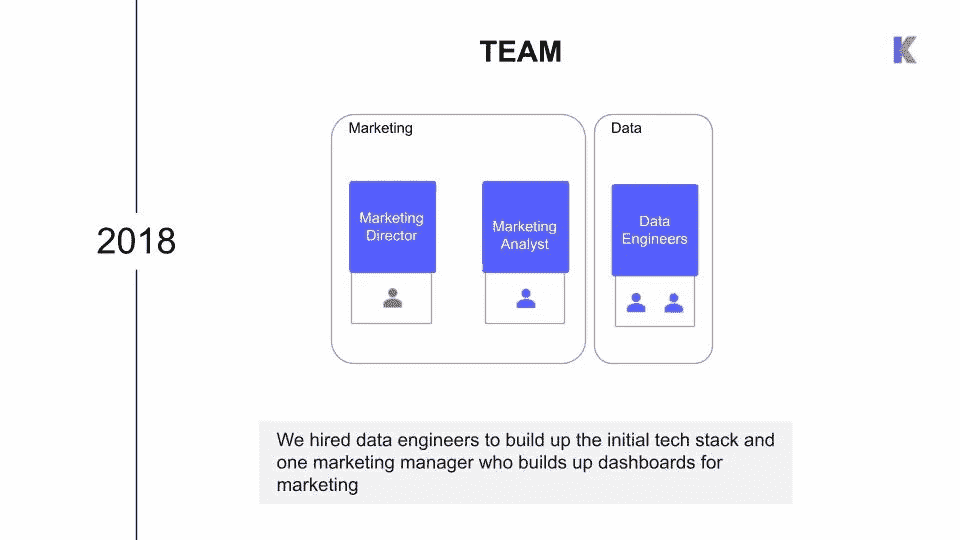 TEAM
K
Marketing
Data
Marketing
Director
Marketing
Analyst
Data
Engineers
2018
We hired data engineers to build up the initial tech stack and
one marketing manager who builds up dashboards for
marketing